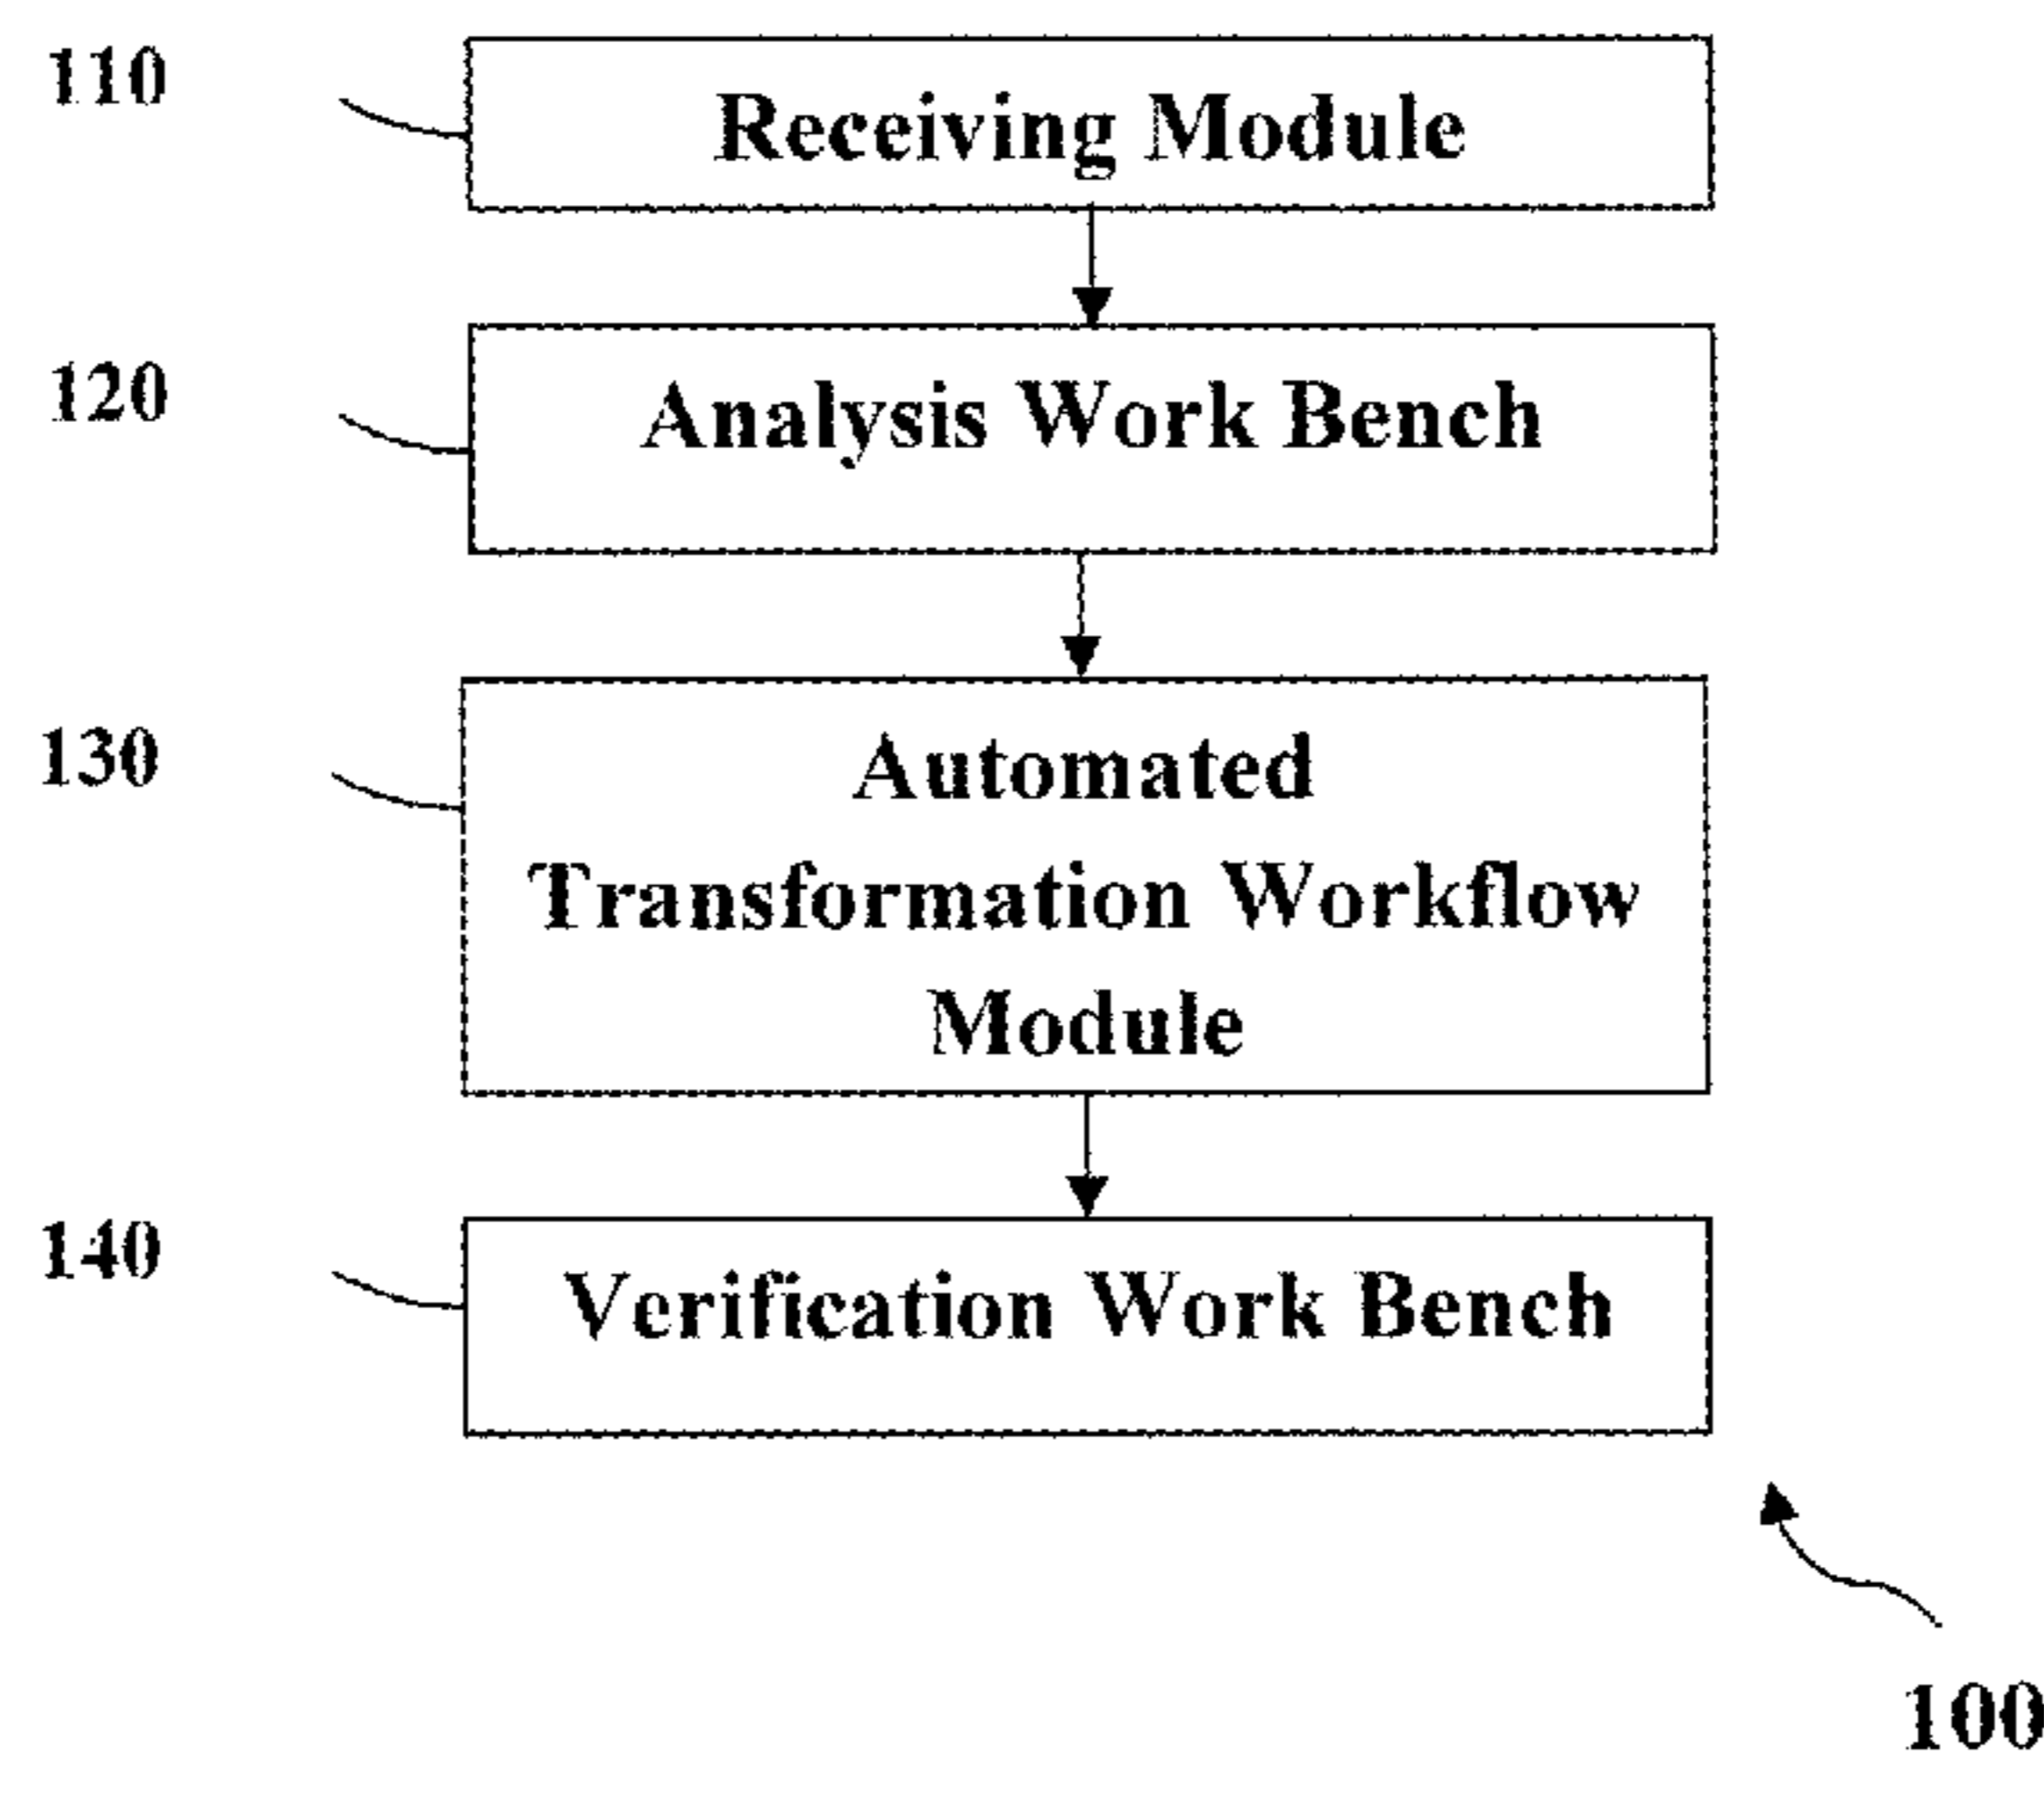 110
Receiving Module
120
Analysis Work Bench
130
Automated
Transformation Workflow
Module
140
Verification Work Bench
100